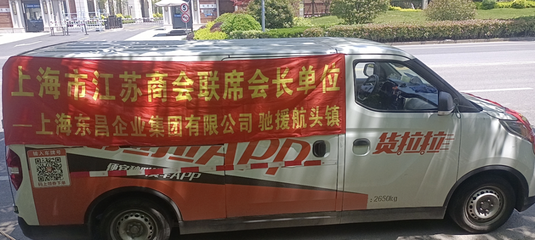 上海市江苏商会联席会长单位
—上海东昌企业集团有限公司 驰援航头镇
货拉拉
APP
2650kg